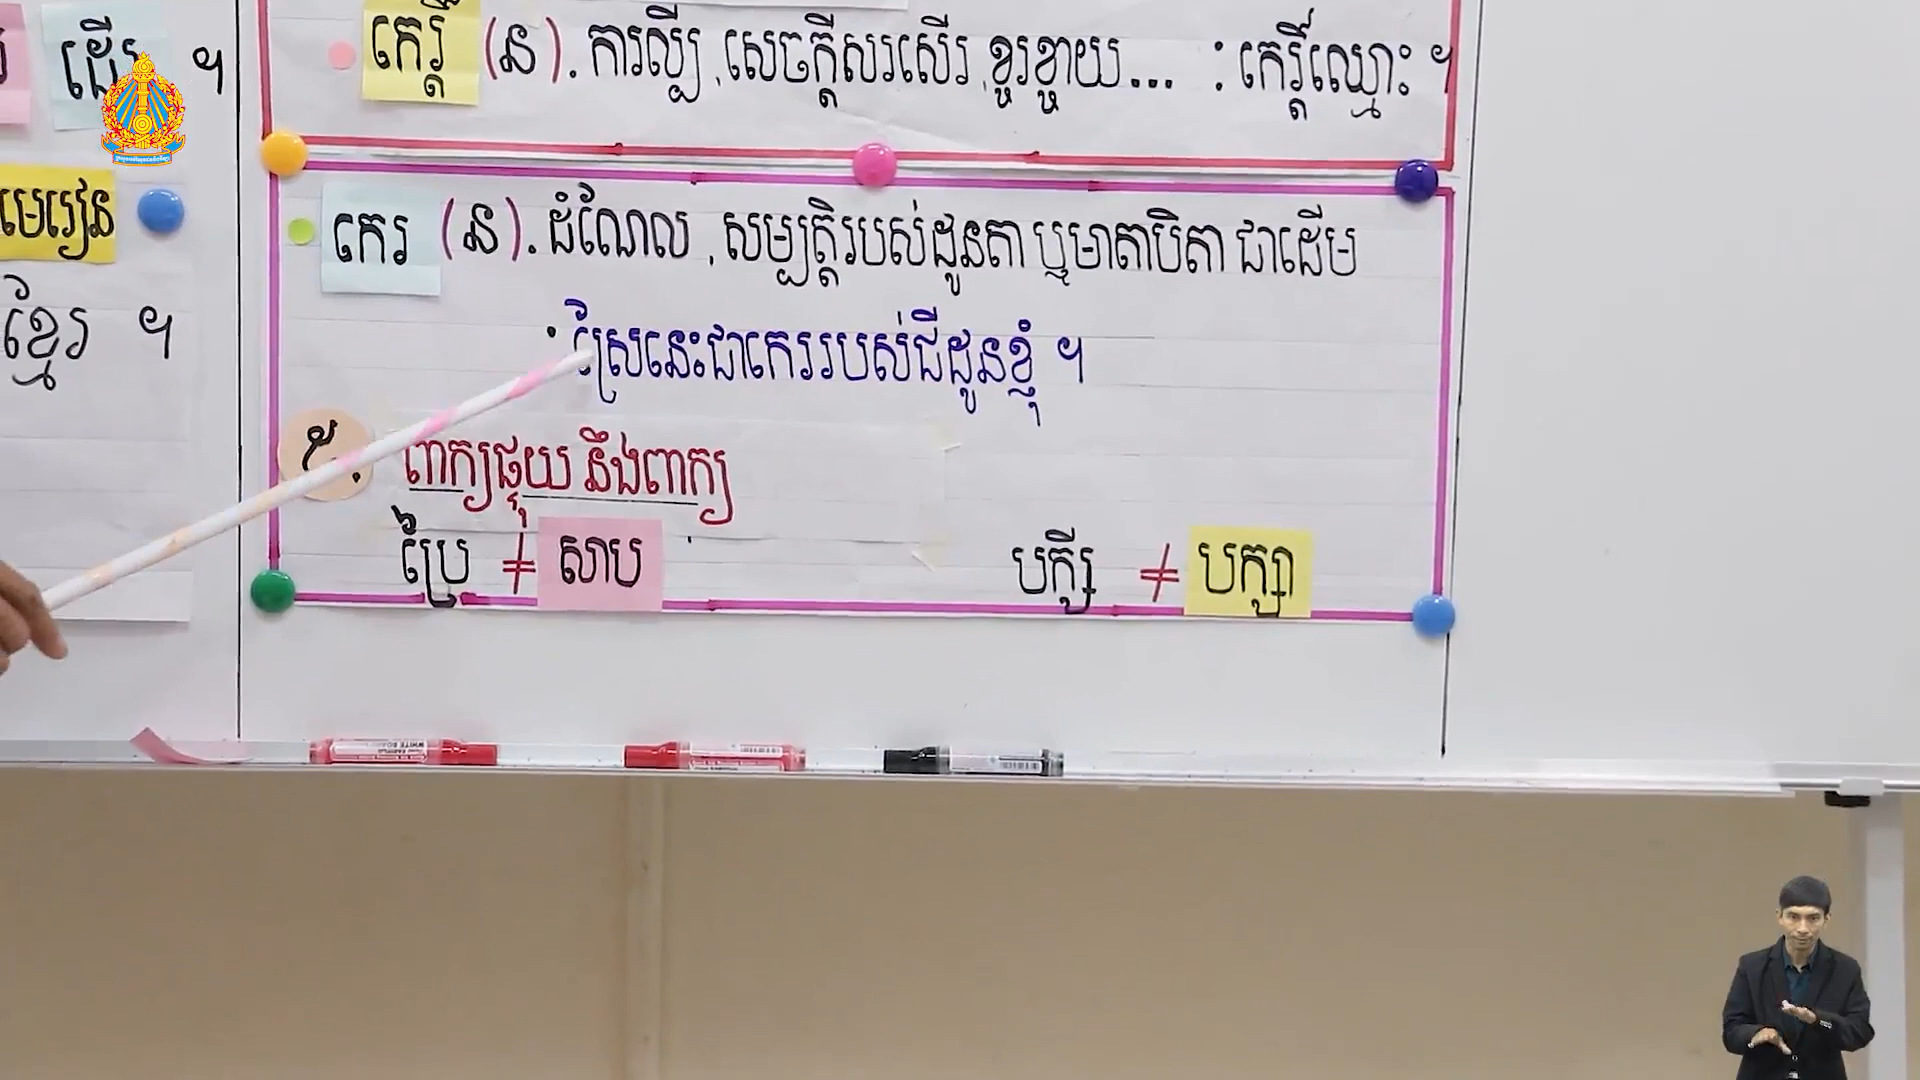 ដើរ ។
មេរៀន
ខ្មែរ ។
កេរ្តិ៍ (ន). ការល្បី , សេចក្តីសរសើរ , ខ្ចរខ្ចាយ... : កេរ្តិ៍ឈ្មោះ ។
កេរ (ន). ដំណែល , សម្បត្តិរបស់ដូនតា ឬមាតាបិតា ជាដើម
: ស្រែនេះជាកេររបស់ជីដូនខ្ញុំ ។
៥. ពាក្យផ្ទុយ នឹងពាក្យ
ប្រៃ ≠ សាប
បក្សី ≠ បក្សា